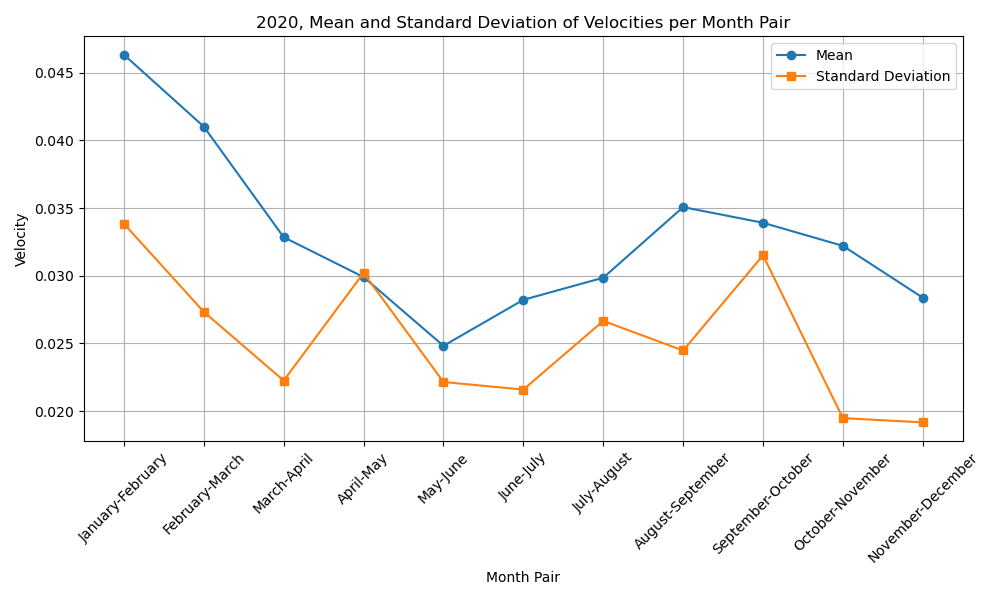 2020, Mean and Standard Deviation of Velocities per Month Pair
Mean
Standard Deviation
Velocity
0.045
0.040
0.035
0.030
0.025
0.020
January-February
February-March
March-April
April-May
May-June
June-July
July-August
August-September
September-October
October-November
November-December
Month Pair